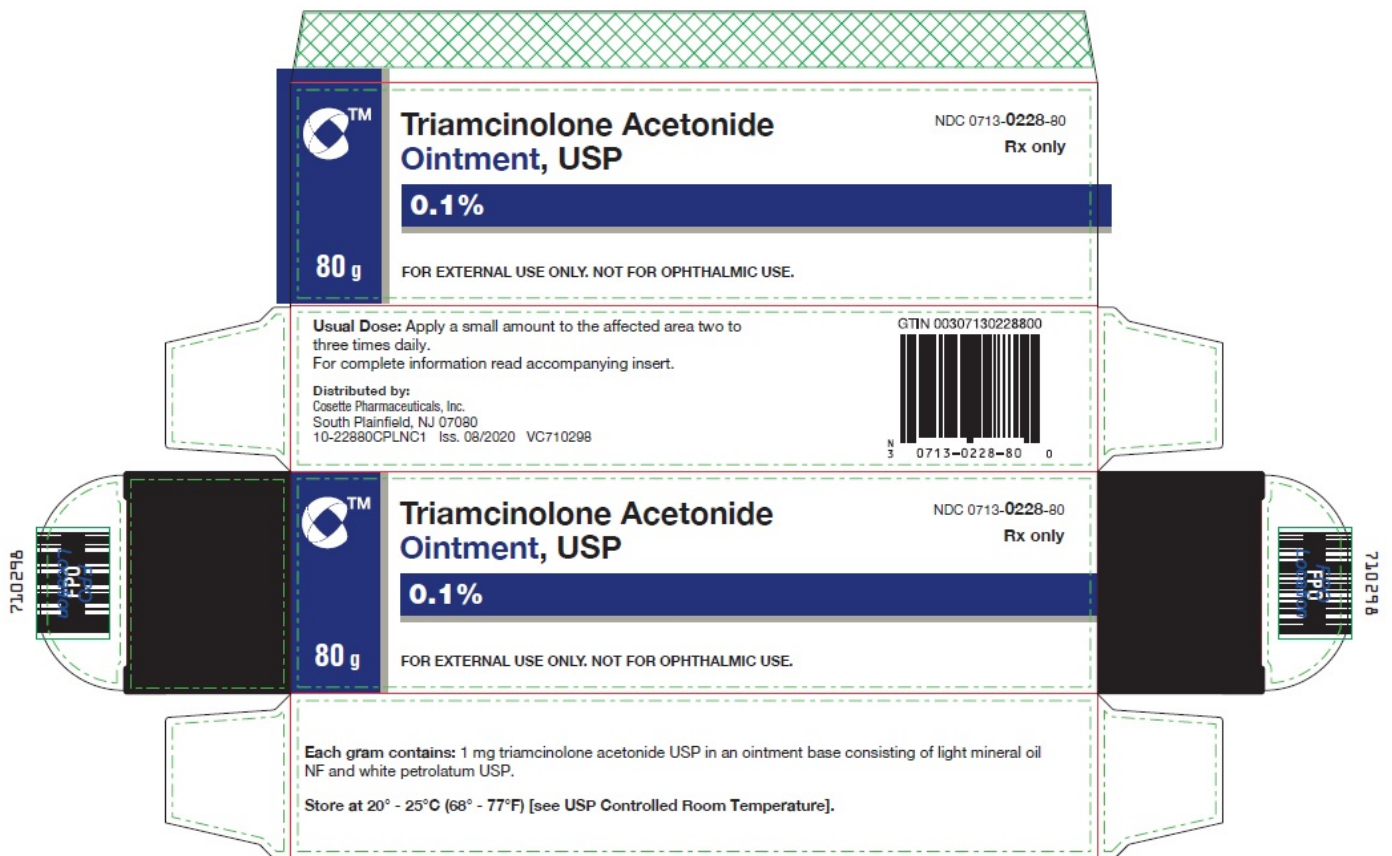 TM
Triamcinolone Acetonide
Ointment, USP
NDC 0713-0228-80
Rx only
0.1%
80 g
FOR EXTERNAL USE ONLY. NOT FOR OPHTHALMIC USE.
Usual Dose: Apply a small amount to the affected area two to
three times daily.
For complete information read accompanying insert.
Distributed by:
Cosette Pharmaceuticals, Inc.
South Plainfield, NJ 07080
10-22880CPLNC1 Iss. 08/2020 VC710298
GTIN 00307130228800
N
3 0713-0228-80 0
TM
Triamcinolone Acetonide
Ointment, USP
NDC 0713-0228-80
Rx only
0.1%
80 g
FOR EXTERNAL USE ONLY. NOT FOR OPHTHALMIC USE.
710298
FPO
FPO
Location
FPO
FPO
Location
710298
Each gram contains: 1 mg triamcinolone acetonide USP in an ointment base consisting of light mineral oil
NF and white petrolatum USP.
Store at 20° - 25°C (68° - 77°F) [see USP Controlled Room Temperature].